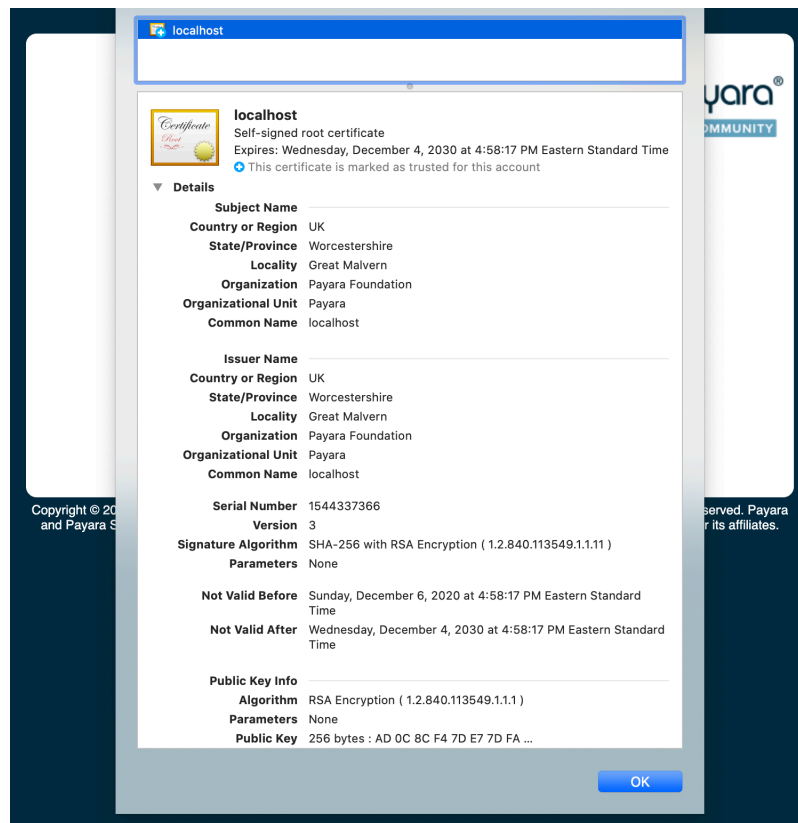 localhost
yara®
OMMUNITY
Certificate
Root
localhost
Self-signed root certificate
Expires: Wednesday, December 4, 2030 at 4:58:17 PM Eastern Standard Time
This certificate is marked as trusted for this account
Details
Subject Name
Country or Region UK
State/Province Worcestershire
Locality Great Malvern
Organization Payara Foundation
Organizational Unit Payara
Common Name localhost
Issuer Name
Country or Region UK
State/Province Worcestershire
Locality Great Malvern
Organization Payara Foundation
Organizational Unit Payara
Common Name localhost
Serial Number 1544337366
Version 3
Signature Algorithm SHA-256 with RSA Encryption ( 1.2.840.113549.1.1.11 )
Parameters None
Not Valid Before Sunday, December 6, 2020 at 4:58:17 PM Eastern Standard
Time
Not Valid After Wednesday, December 4, 2030 at 4:58:17 PM Eastern Standard
Time
Public Key Info
Algorithm RSA Encryption ( 1.2.840.113549.1.1.1 )
Parameters None
Public Key 256 bytes : AD 0C 8C F4 7D E7 7D FA ...
Copyright © 20
and Payara S
served. Payara
r its affiliates.
OK